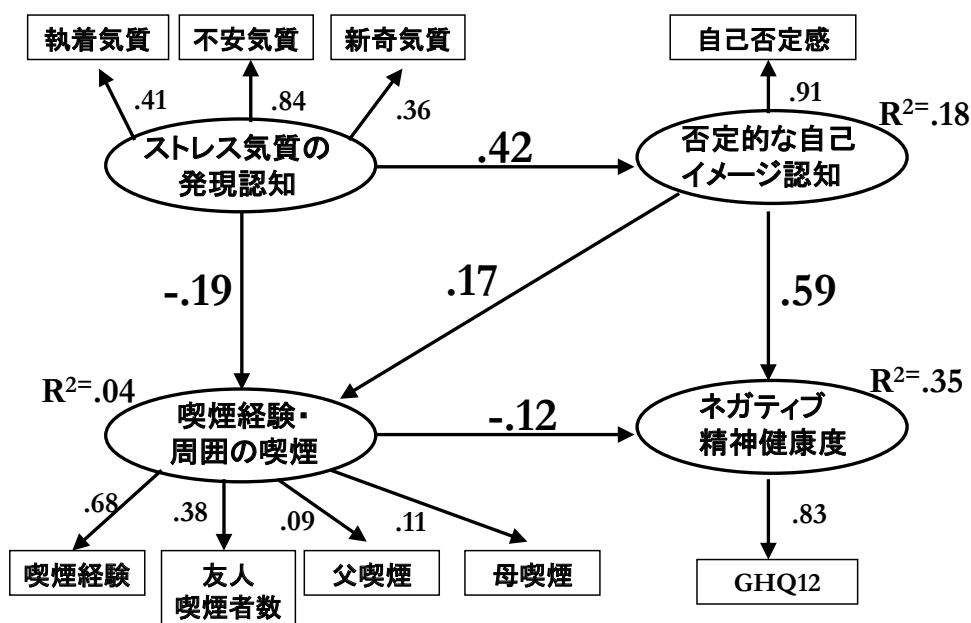 執着気質
不安気質
新奇気質
自己否定感
.41
.84
.36
.91
ストレス気質の
発現認知
.42
否定的な自己
イメージ認知
R²=.18
-.19
.17
.59
R²=.04
喫煙経験・
周囲の喫煙
-.12
ネガティブ
精神健康度
R²=.35
.68
.38
.09
.11
.83
喫煙経験
友人
喫煙者数
父喫煙
母喫煙
GHQ12